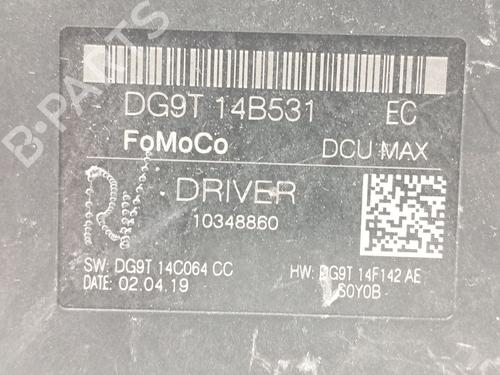 DG9T 14B531 EC
FoMoCo DCU MAX
DRIVER
10348860
SW: DG9T 14C064 CC HW: DG9T 14F142 AE
DATE: 02.04.19 S0Y0B
B-PARTS